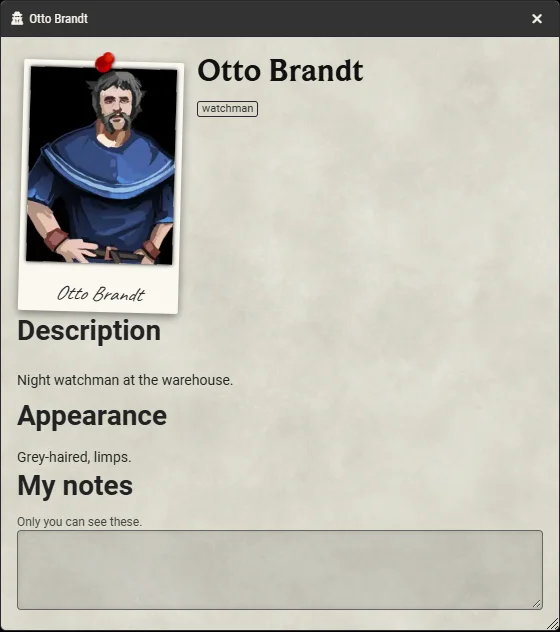 Otto Brandt
Otto Brandt
watchman
Otto Brandt
Description
Night watchman at the warehouse.
Appearance
Grey-haired, limps.
My notes
Only you can see these.